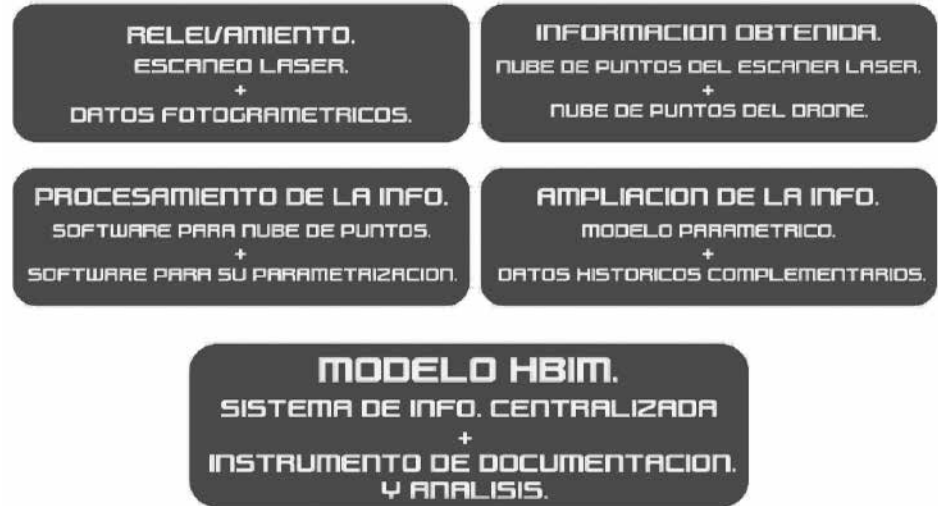 RELEVAMIENTO.
ESCANEO LASER.
+
DATOS FOTOGRAMETRICOS.
INFORMACION OBTENIDA.
NUBE DE PUNTOS DEL ESCANER LASER.
+
NUBE DE PUNTOS DEL DRONE.
PROCESAMIENTO DE LA INFO.
SOFTWARE PARA NUBE DE PUNTOS.
+
SOFTWARE PARA SU PARAMETRIZACION.
AMPLIACION DE LA INFO.
MODELO PARAMETRICO.
+
DATOS HISTORICOS COMPLEMENTARIOS.
MODELO HBIM.
SISTEMA DE INFO. CENTRALIZADA
+
INSTRUMENTO DE DOCUMENTACION.
Y ANALISIS.